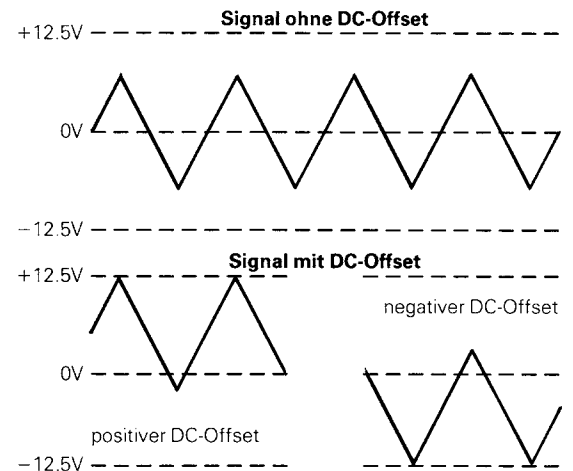 Signal ohne DC-Offset
+12.5V
0V
−12.5V
Signal mit DC-Offset
+12.5V
negativer DC-Offset
0V
positiver DC-Offset
−12.5V